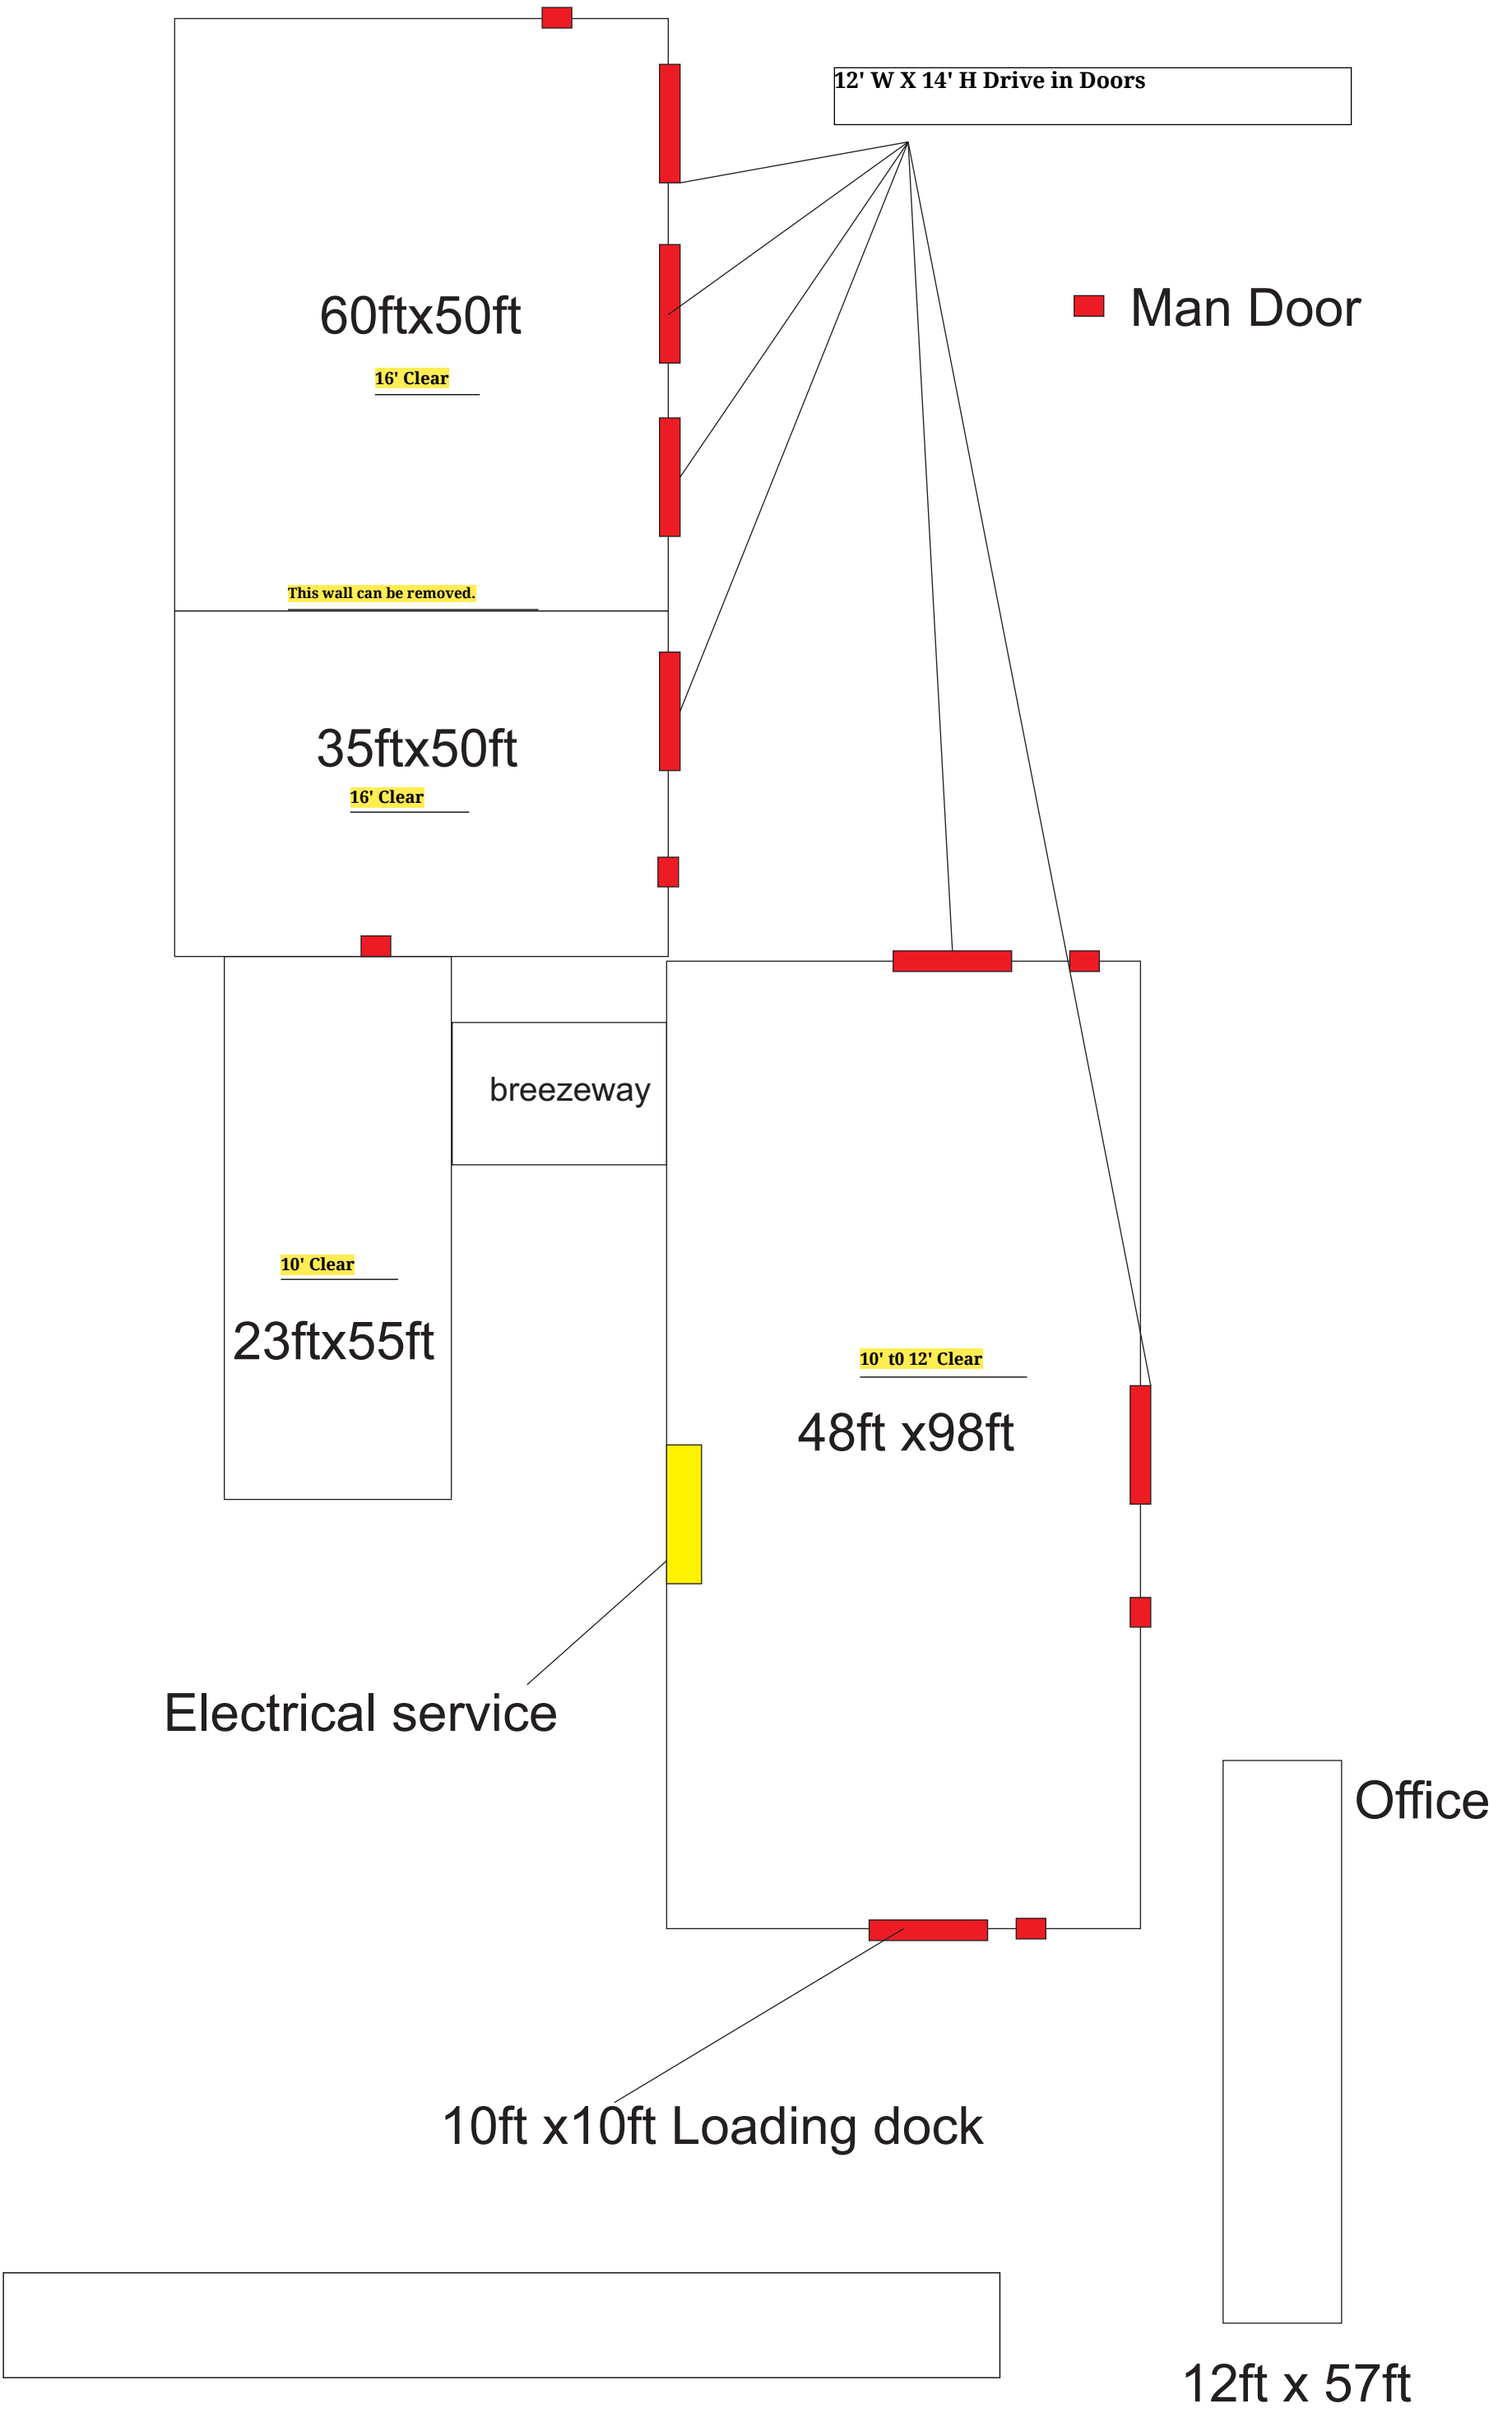 12' W X 14' H Drive in Doors
Man Door
60ftx50ft
16' Clear
This wall can be removed.
35ftx50ft
16' Clear
breezeway
10' Clear
23ftx55ft
10' t0 12' Clear
48ft x98ft
Electrical service
Office
10ft x10ft Loading dock
12ft x 57ft